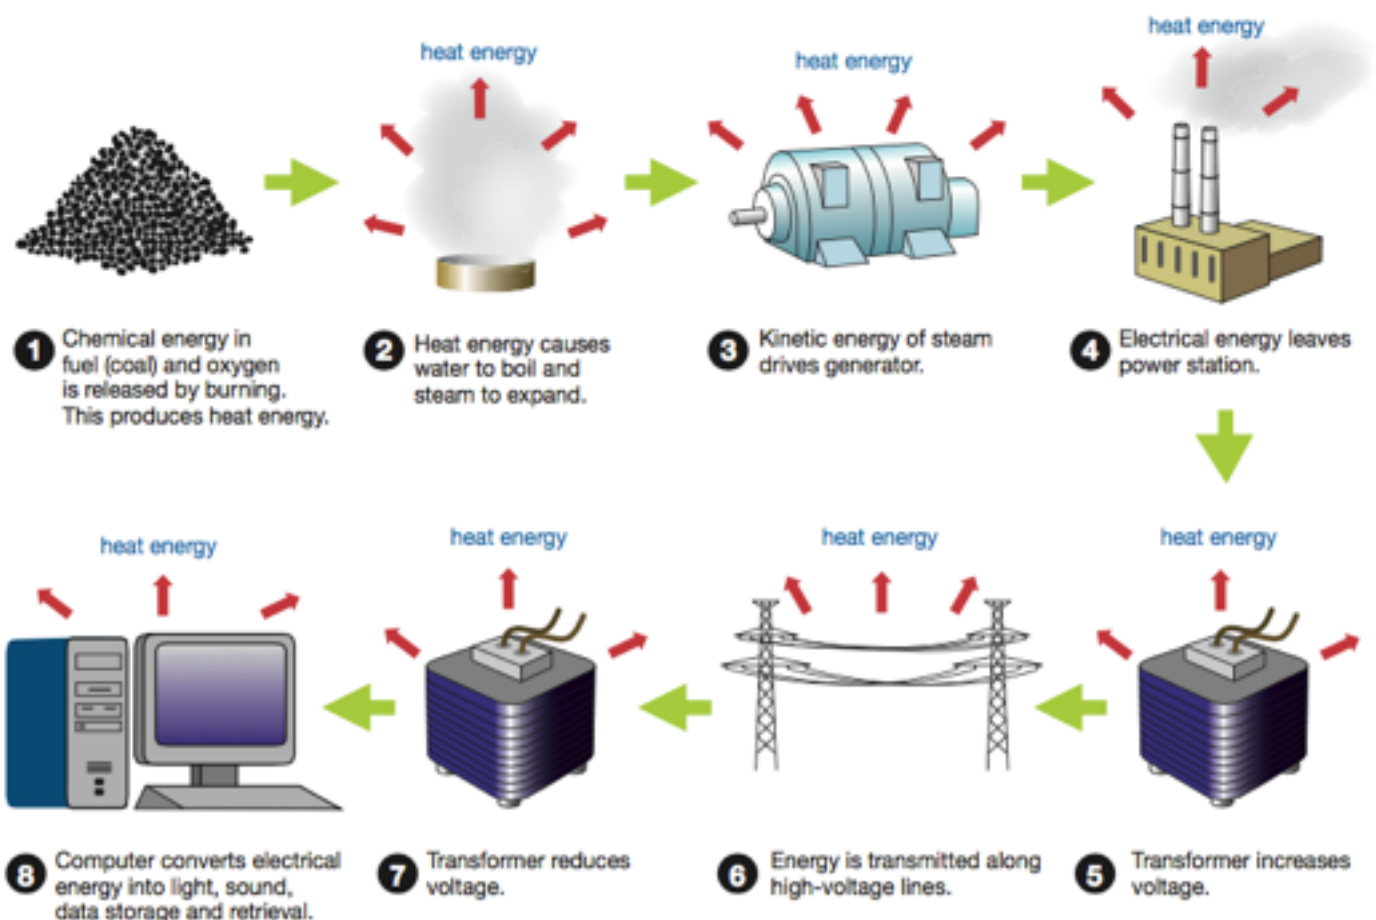 heat energy
heat energy
heat energy
1
Chemical energy in
fuel (coal) and oxygen
is released by burning.
This produces heat energy.
2
Heat energy causes
water to boil and
steam to expand.
3
Kinetic energy of steam
drives generator.
4
Electrical energy leaves
power station.
heat energy
5
Transformer increases
voltage.
heat energy
6
Energy is transmitted along
high-voltage lines.
heat energy
7
Transformer reduces
voltage.
heat energy
8
Computer converts electrical
energy into light, sound,
data storage and retrieval.